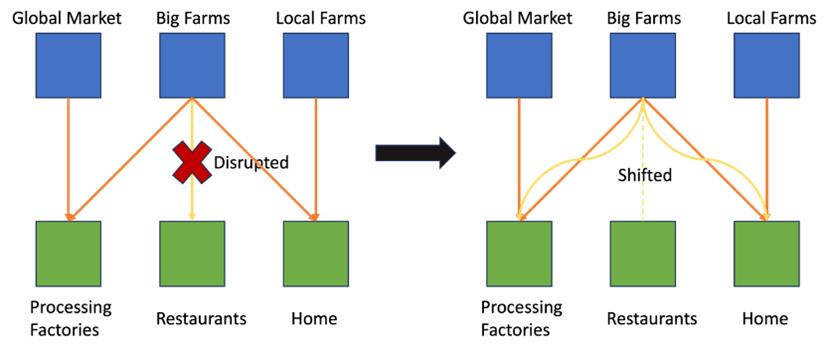 Global Market
Big Farms
Local Farms
Disrupted
Processing
Factories
Restaurants
Home
Global Market
Big Farms
Local Farms
Shifted
Processing
Factories
Restaurants
Home